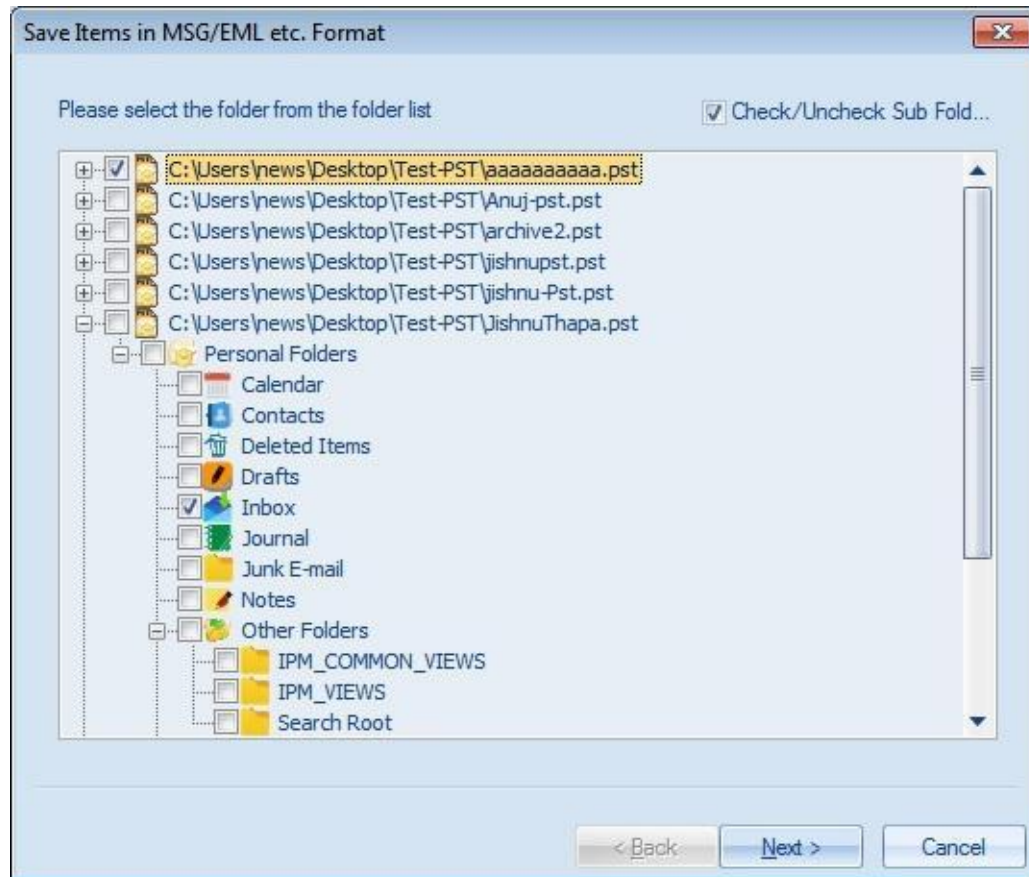 Save Items in MSG/EML etc. Format
Please select the folder from the folder list
Check/Uncheck Sub Fold...
C:\Users\news\Desktop\Test-PST\aaaaaaaaaa.pst
C:\Users\news\Desktop\Test-PST\Anuj-pst.pst
C:\Users\news\Desktop\Test-PST\archive2.pst
C:\Users\news\Desktop\Test-PST\jishnupst.pst
C:\Users\news\Desktop\Test-PST\jishnu-Pst.pst
C:\Users\news\Desktop\Test-PST\JishnuThapa.pst
Personal Folders
Calendar
Contacts
Deleted Items
Drafts
Inbox
Journal
Junk E-mail
Notes
Other Folders
IPM_COMMON_VIEWS
IPM_VIEWS
Search Root
< Back
Next >
Cancel